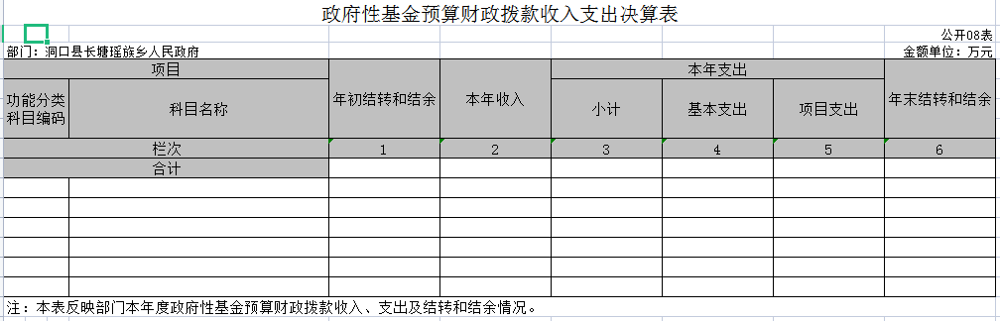 政府性基金预算财政拨款收入支出决算表
公开08表
部门：洞口县长塘瑶族乡人民政府 金额单位：万元
项目 年初结转和结余 本年收入 本年支出 年末结转和结余
功能分类
科目编码 科目名称 小计 基本支出 项目支出
栏次 1 2 3 4 5 6
合计
注：本表反映部门本年度政府性基金预算财政拨款收入、支出及结转和结余情况。